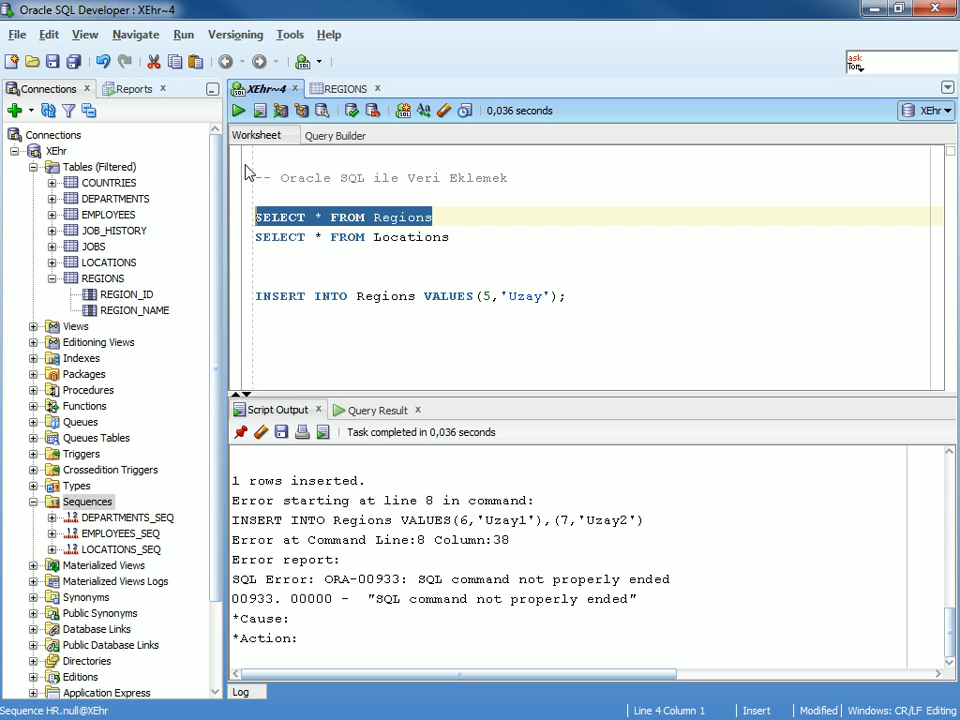 Oracle SQL Developer : XEhr~4
File Edit View Navigate Run Versioning Tools Help
ask
Tom
Connections
Reports
XEhr~4
REGIONS
0,036 seconds
XEhr
Worksheet
Query Builder
Connections
XEhr
Tables (Filtered)
COUNTRIES
DEPARTMENTS
EMPLOYEES
JOB_HISTORY
JOBS
LOCATIONS
REGIONS
REGION_ID
REGION_NAME
Views
Editioning Views
Indexes
Packages
Procedures
Functions
Queues
Queues Tables
Triggers
Crossedition Triggers
Types
Sequences
DEPARTMENTS_SEQ
EMPLOYEES_SEQ
LOCATIONS_SEQ
Materialized Views
Materialized Views Logs
Synonyms
Public Synonyms
Database Links
Public Database Links
Directories
Editions
Application Express
-- Oracle SQL ile Veri Eklemek
SELECT * FROM Regions
SELECT * FROM Locations
INSERT INTO Regions VALUES(5,'Uzay');
Script Output
Query Result
Task completed in 0,036 seconds
1 rows inserted.
Error starting at line 8 in command:
INSERT INTO Regions VALUES(6,'Uzay1'),(7,'Uzay2')
Error at Command Line:8 Column:38
Error report:
SQL Error: ORA-00933: SQL command not properly ended
00933. 00000 - "SQL command not properly ended"
*Cause:
*Action:
Log
Sequence HR.null@XEhr
Line 4 Column 1
Insert
Modified
Windows: CR/LF Editing